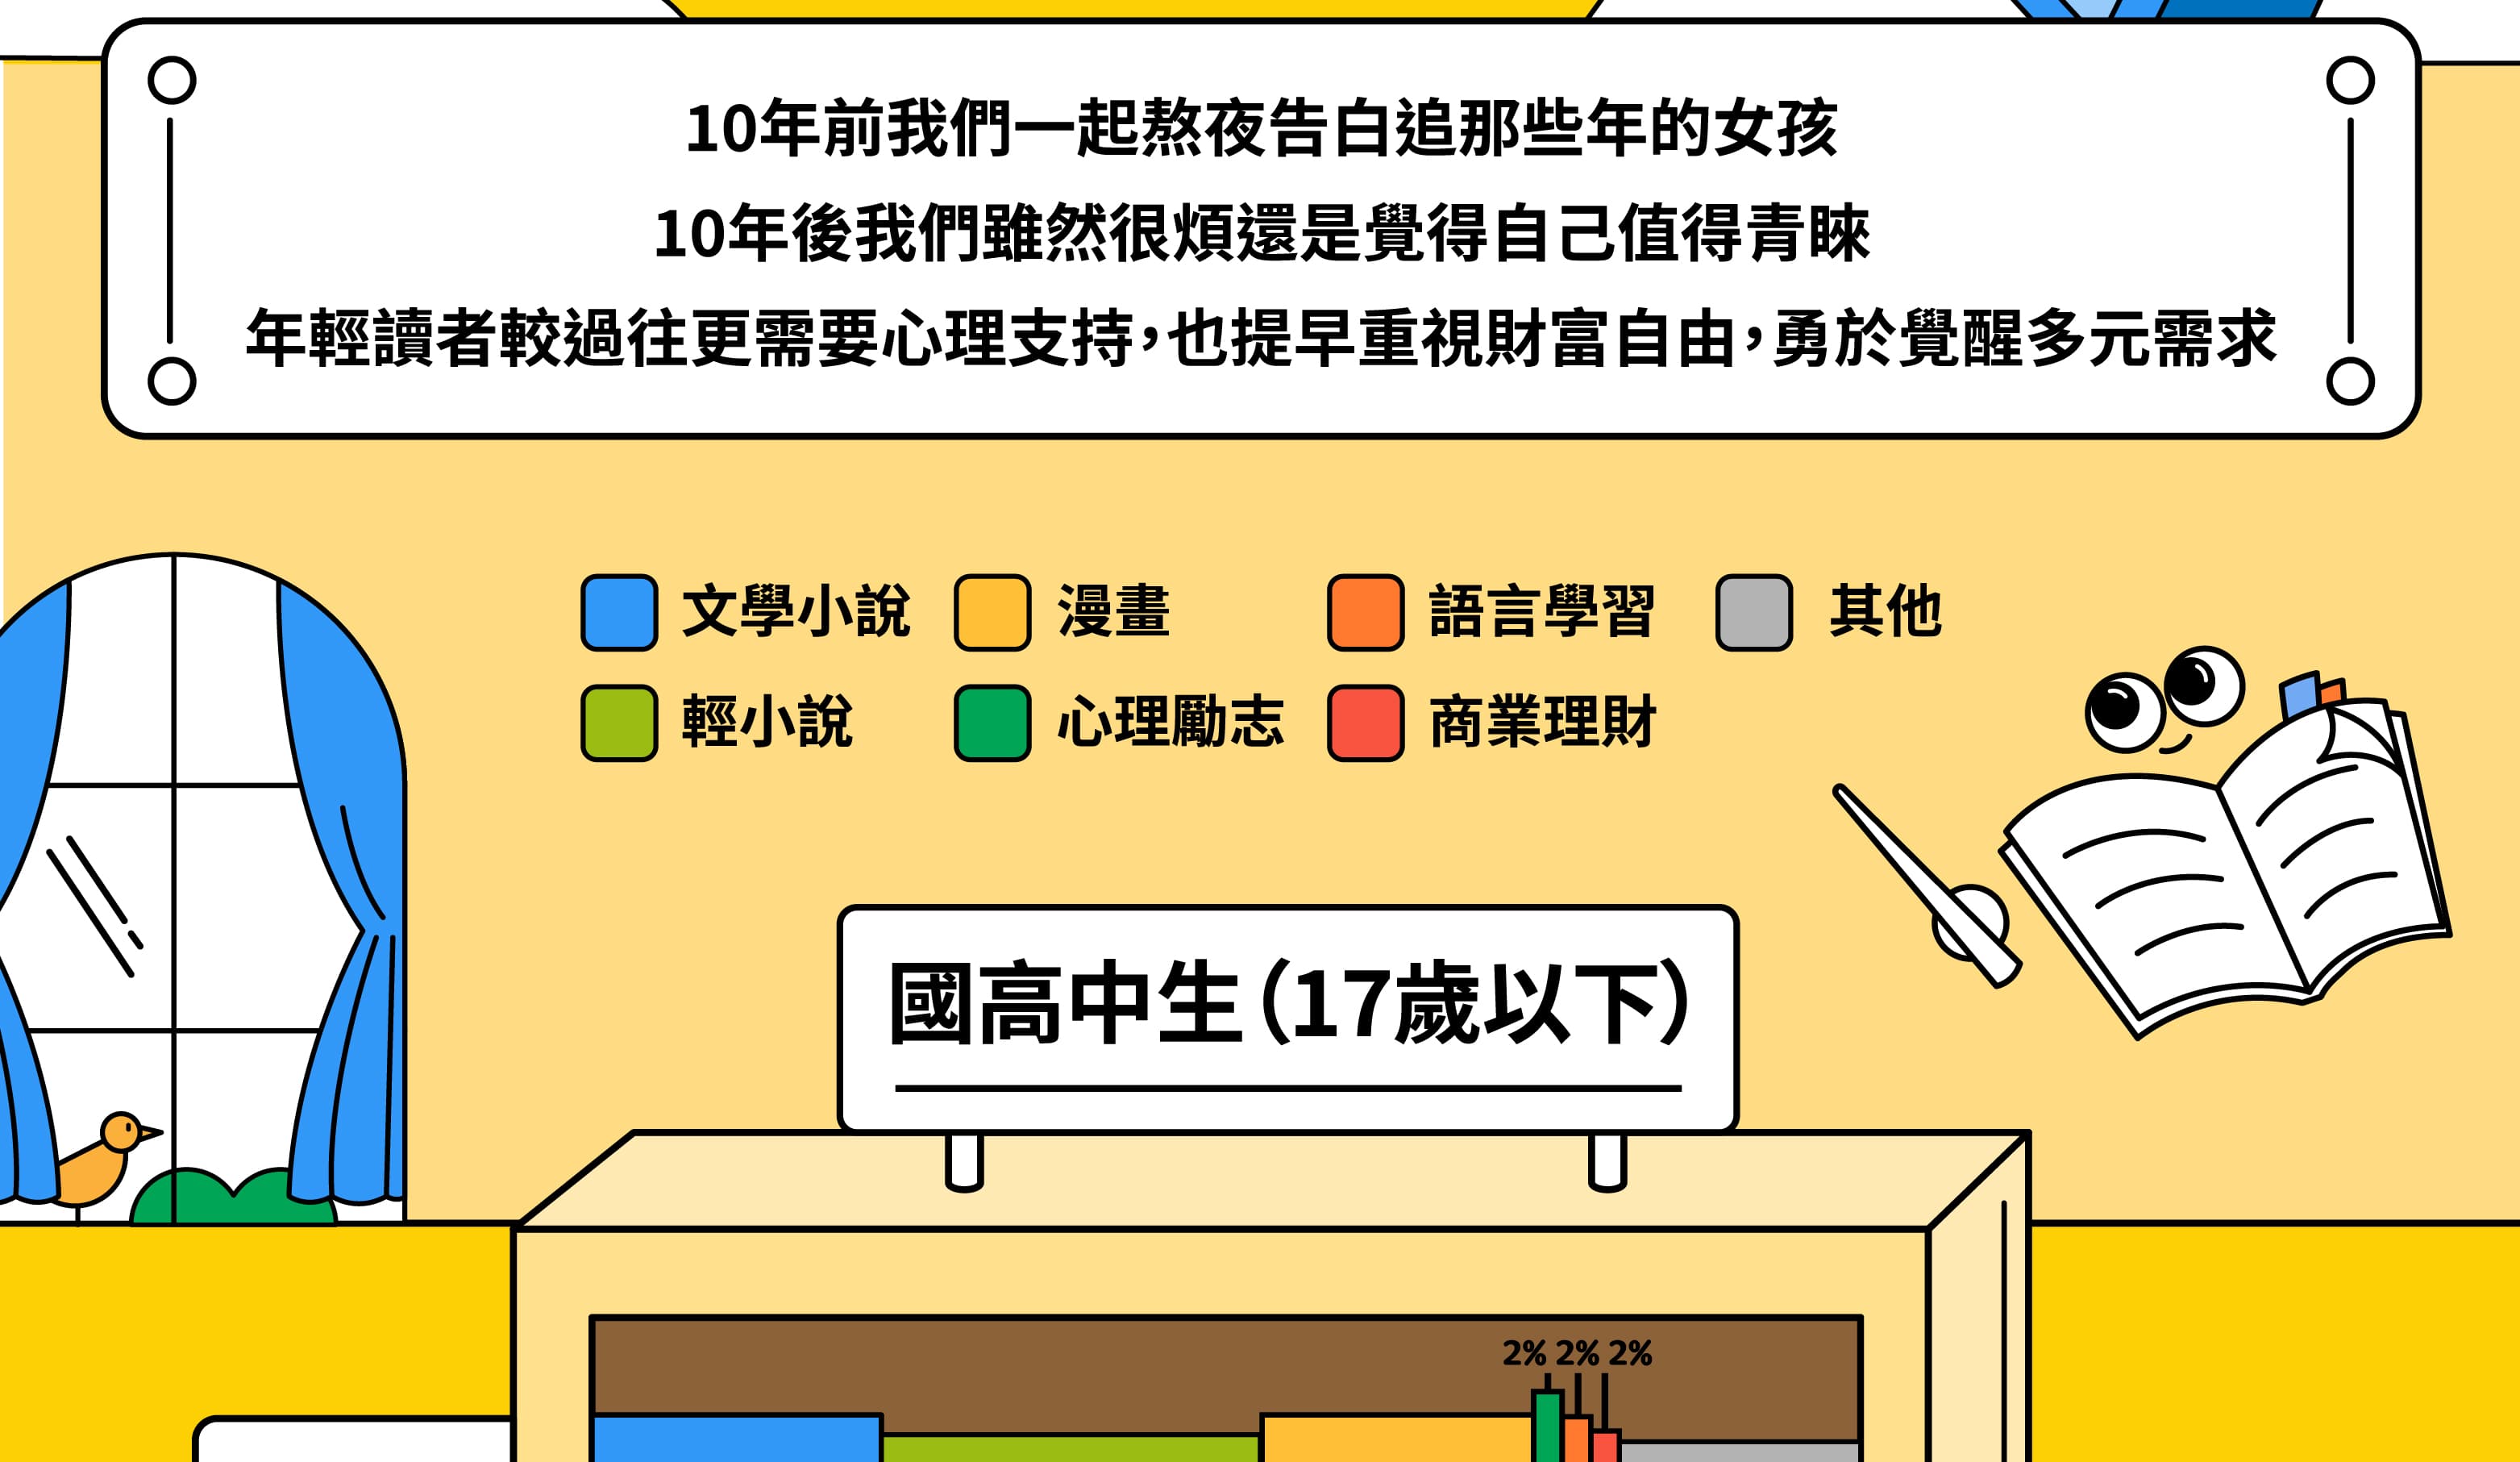 10年前我們一起熬夜告白追那些年的女孩
10年後我們雖然很煩還是覺得自己值得青睞
年輕讀者較過往更需要心理支持，也提早重視財富自由，勇於覺醒多元需求
文學小說 漫畫 語言學習 其他
輕小說 心理勵志 商業理財
國高中生（17歲以下）
2% 2% 2%